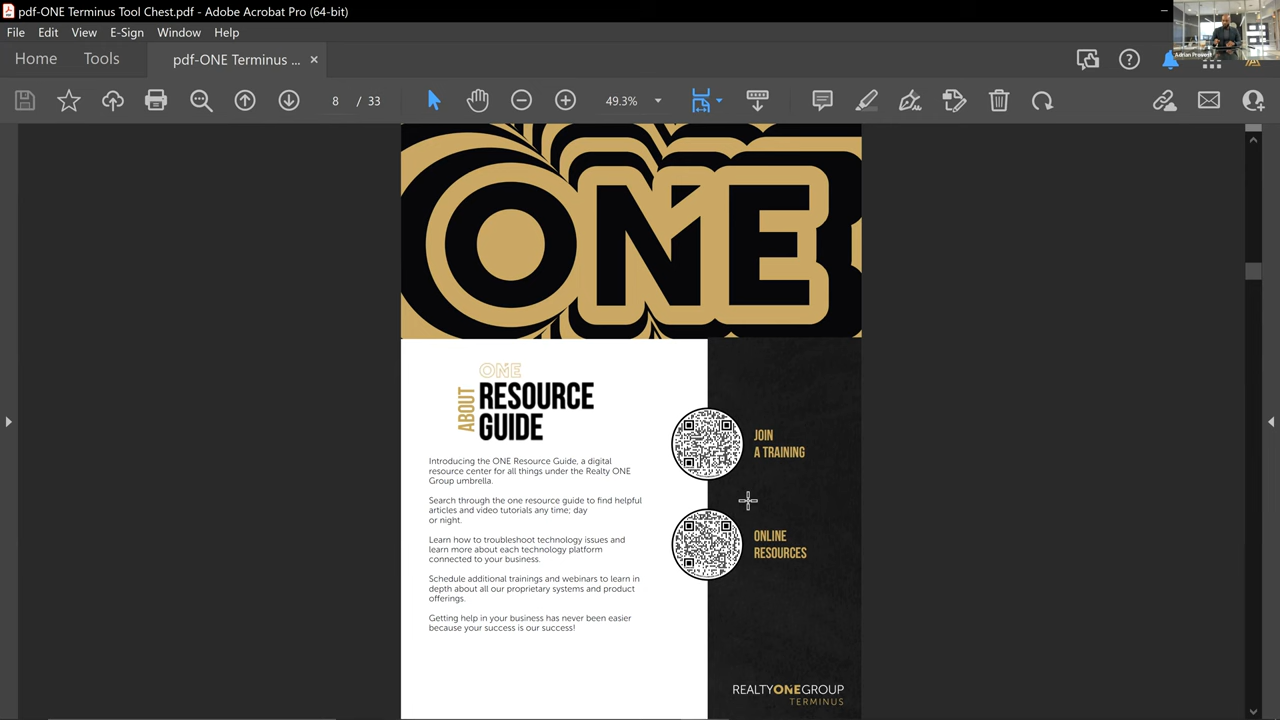 pdf-ONE Terminus Tool Chest.pdf - Adobe Acrobat Pro (64-bit)
File Edit View E-Sign Window Help
Home Tools pdf-ONE Terminus ... ×
8 / 33 49.3%
Adrian Provost
ONE
ABOUT
ONE
RESOURCE
GUIDE
Introducing the ONE Resource Guide, a digital
resource center for all things under the Realty ONE
Group umbrella.
Search through the one resource guide to find helpful
articles and video tutorials any time; day
or night.
Learn how to troubleshoot technology issues and
learn more about each technology platform
connected to your business.
Schedule additional trainings and webinars to learn in
depth about all our proprietary systems and product
offerings.
Getting help in your business has never been easier
because your success is our success!
JOIN
A TRAINING
ONLINE
RESOURCES
REALTYONEGROUP
TERMINUS